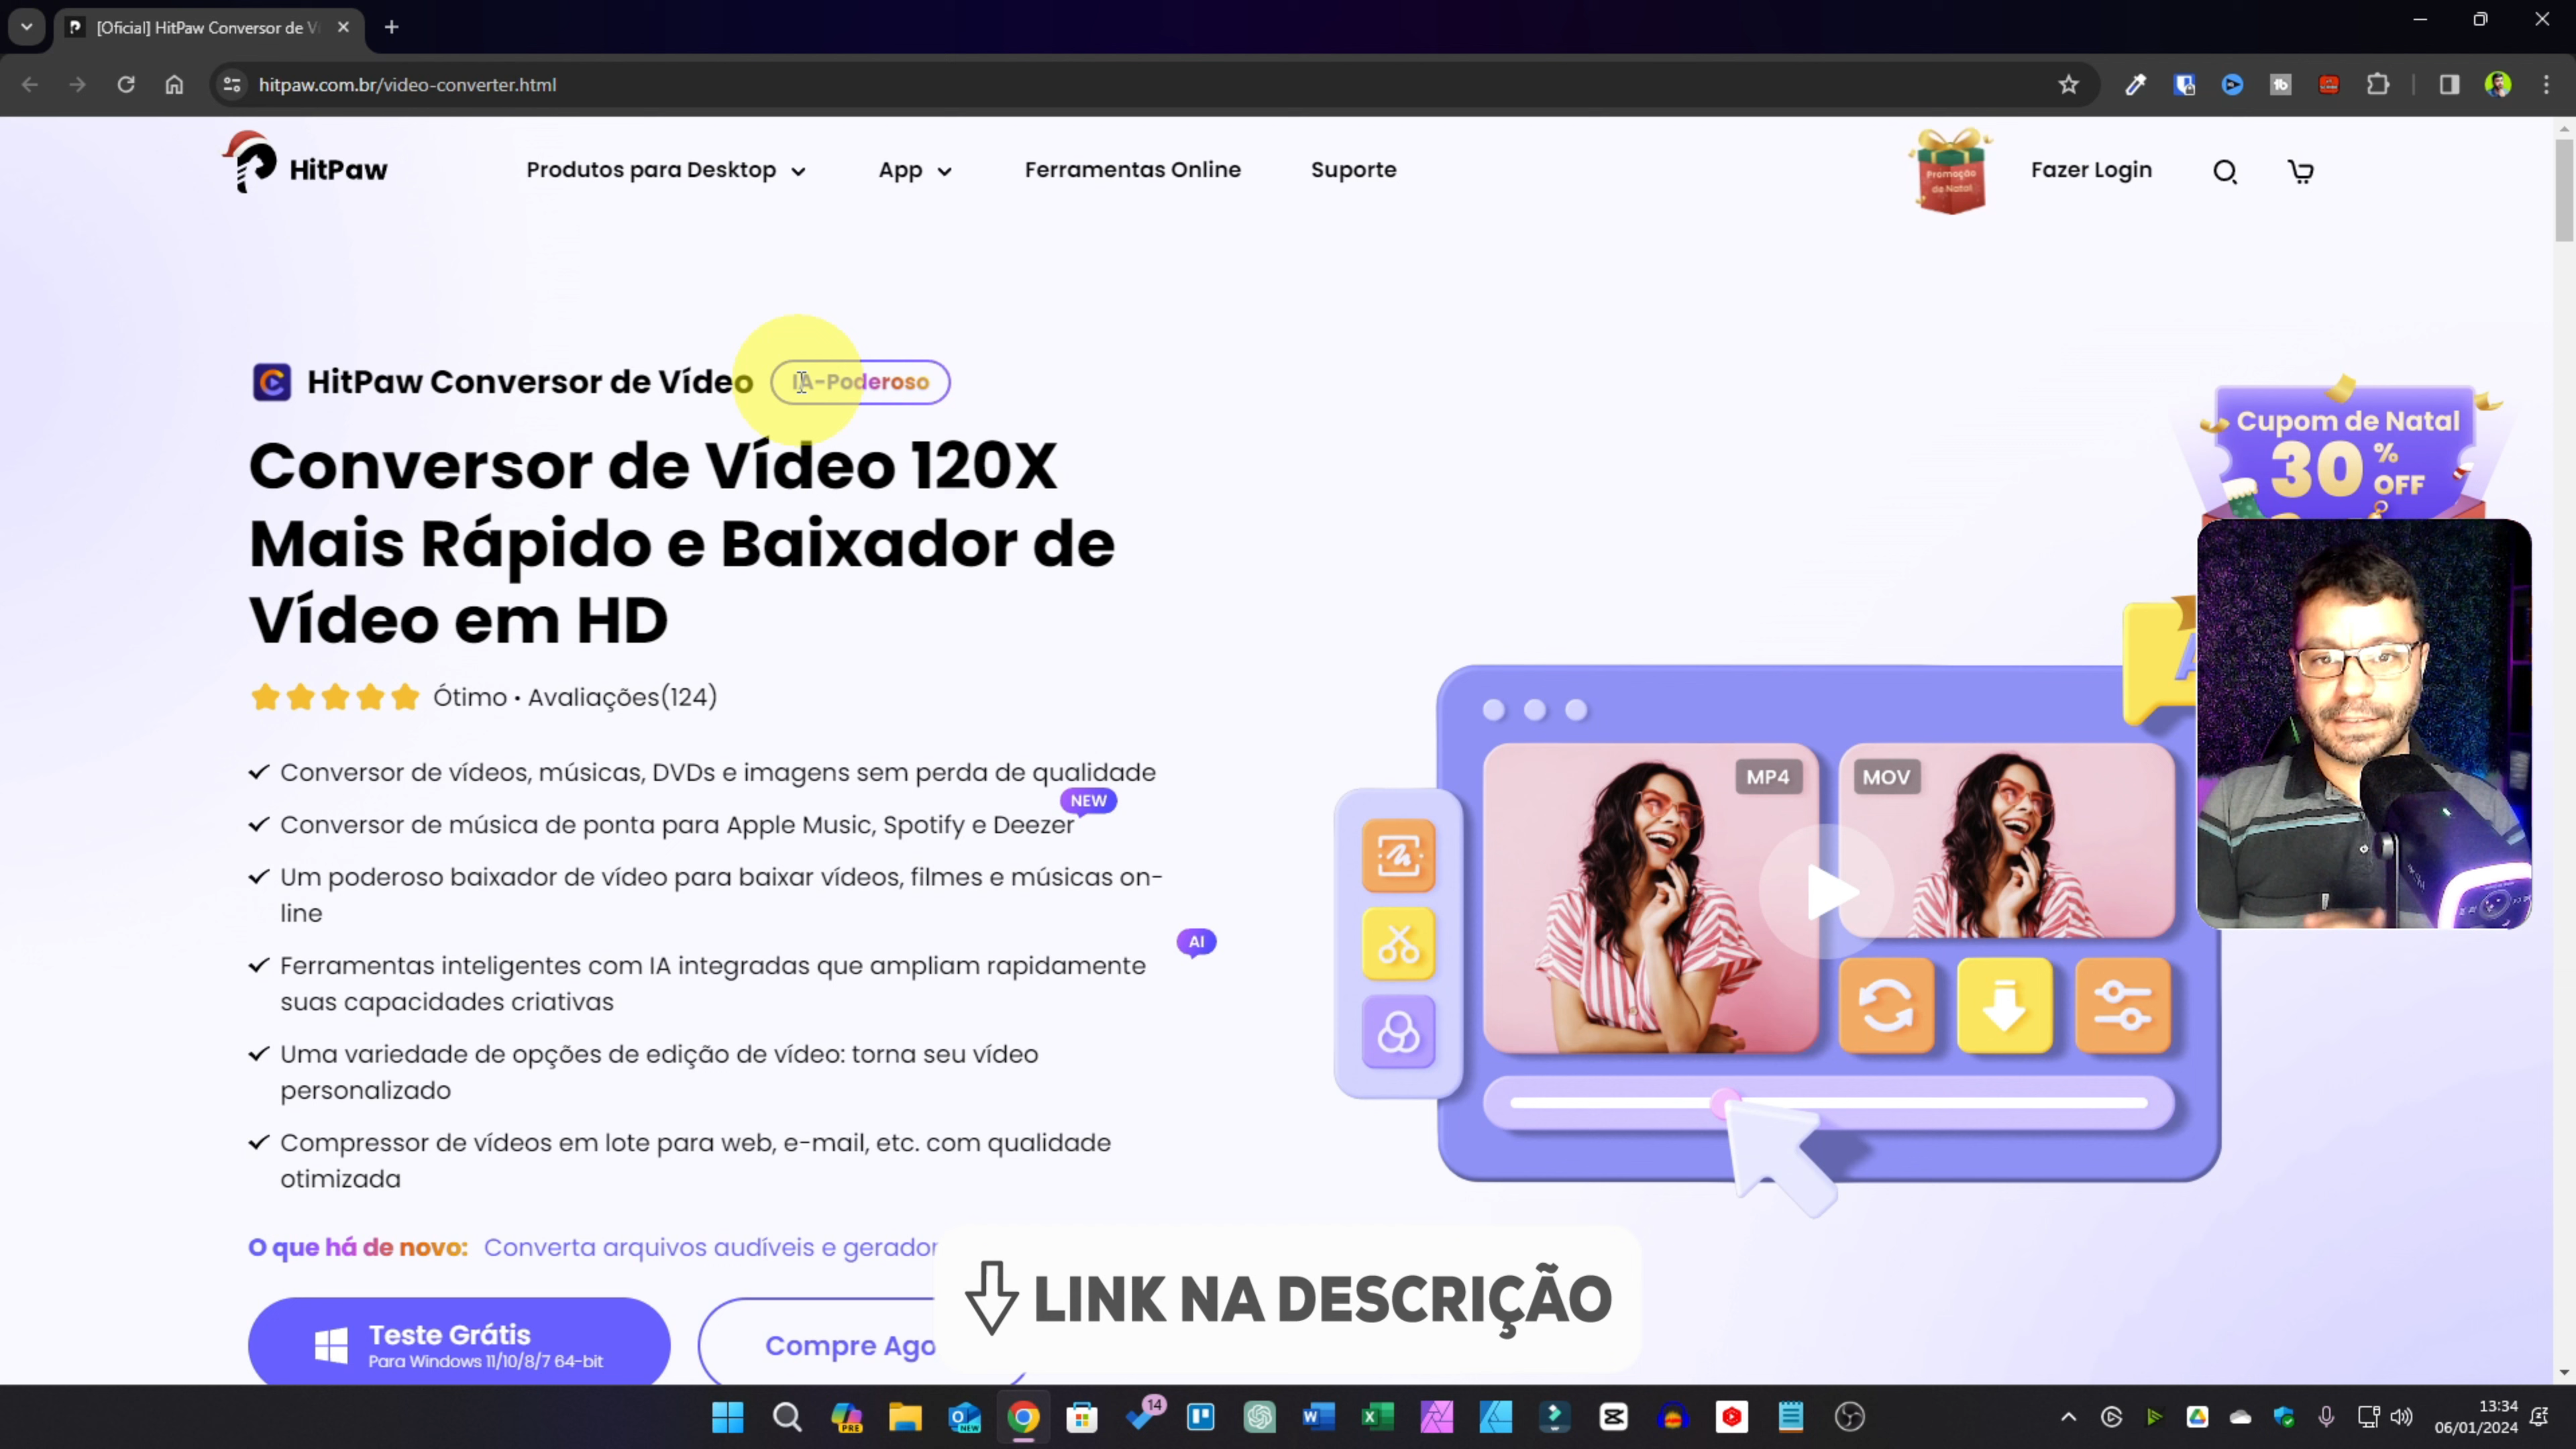 [Oficial] HitPaw Conversor de Ví
hitpaw.com.br/video-converter.html
HitPaw
Produtos para Desktop
App
Ferramentas Online
Suporte
Promoção
de Natal
Fazer Login
HitPaw Conversor de Vídeo
IA-Poderoso
Conversor de Vídeo 120X
Mais Rápido e Baixador de
Vídeo em HD
Ótimo • Avaliações(124)
Conversor de vídeos, músicas, DVDs e imagens sem perda de qualidade
NEW
Conversor de música de ponta para Apple Music, Spotify e Deezer
Um poderoso baixador de vídeo para baixar vídeos, filmes e músicas on-
line
AI
Ferramentas inteligentes com IA integradas que ampliam rapidamente
suas capacidades criativas
Uma variedade de opções de edição de vídeo: torna seu vídeo
personalizado
Compressor de vídeos em lote para web, e-mail, etc. com qualidade
otimizada
O que há de novo: Converta arquivos audíveis e gerador
Teste Grátis
Para Windows 11/10/8/7 64-bit
Compre Ago
Cupom de Natal
30%
OFF
MP4
MOV
LINK NA DESCRIÇÃO
PRE
NEW
14
13:34
06/01/2024